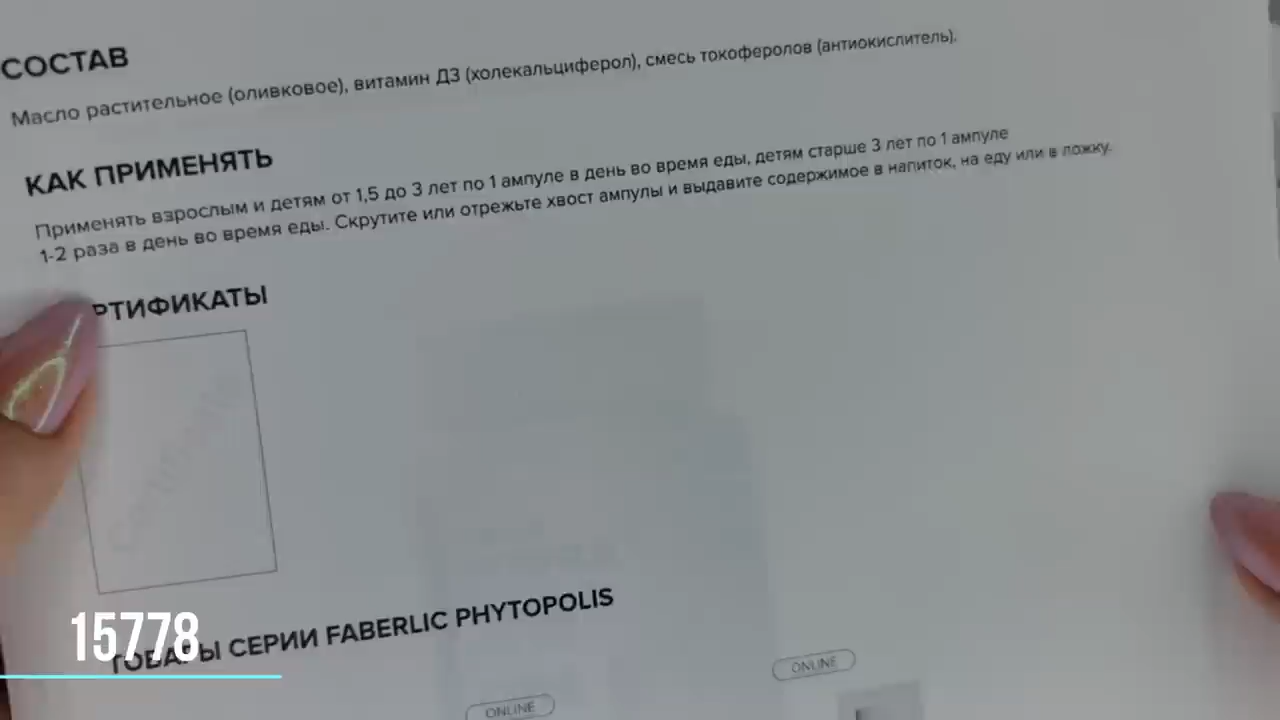 СОСТАВ
Масло растительное (оливковое), витамин Д3 (холекальциферол), смесь токоферолов (антиокислитель).
КАК ПРИМЕНЯТЬ
Применять взрослым и детям от 1,5 до 3 лет по 1 ампуле в день во время еды, детям старше 3 лет по 1 ампуле
1-2 раза в день во время еды. Скрутите или отрежьте хвост ампулы и выдавите содержимое в напиток, на еду или в ложку.
РТИФИКАТЫ
15778
ТОВАРЫ СЕРИИ FABERLIC PHYTOPOLIS
ONLINE
ONLINE